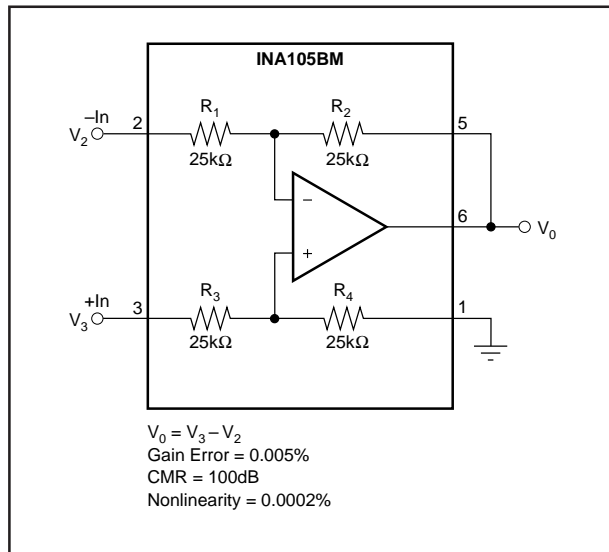 INA105BM
–In
V2
2
R1
25kΩ
R2
25kΩ
5
−
+
6
V0
+In
V3
3
R3
25kΩ
R4
25kΩ
1
V0 = V3 – V2
Gain Error = 0.005%
CMR = 100dB
Nonlinearity = 0.0002%